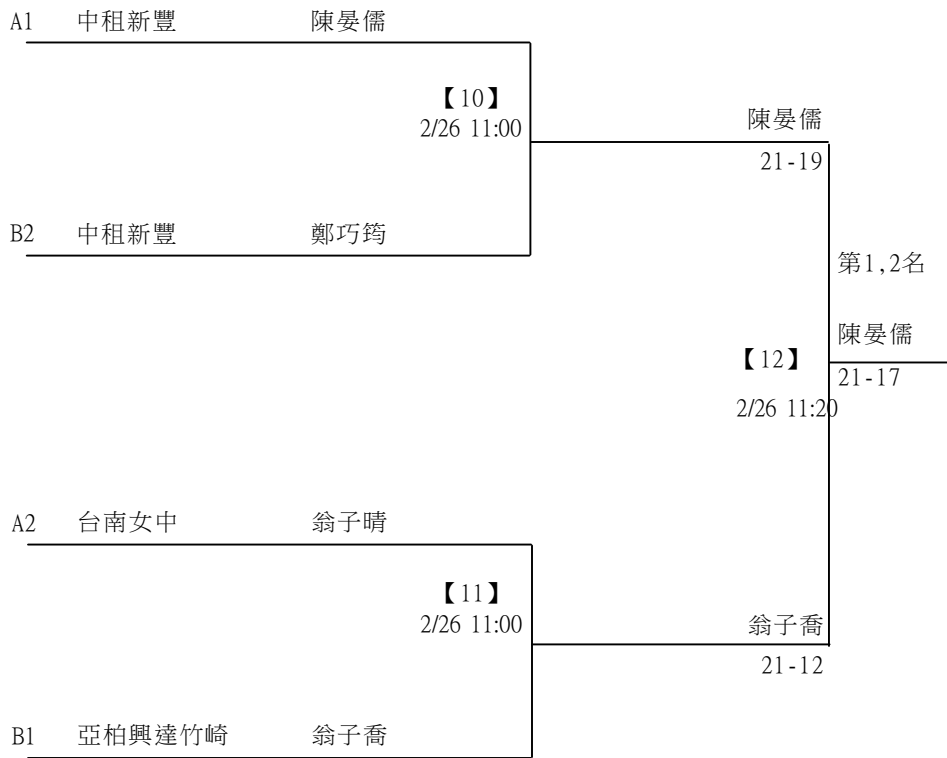 A1 中租新豐 陳晏儒
【10】
2/26 11:00
陳晏儒
21-19
B2 中租新豐 鄭巧筠
第1,2名
陳晏儒
【12】
21-17
2/26 11:20
A2 台南女中 翁子晴
【11】
2/26 11:00
翁子喬
21-12
B1 亞柏興達竹崎 翁子喬